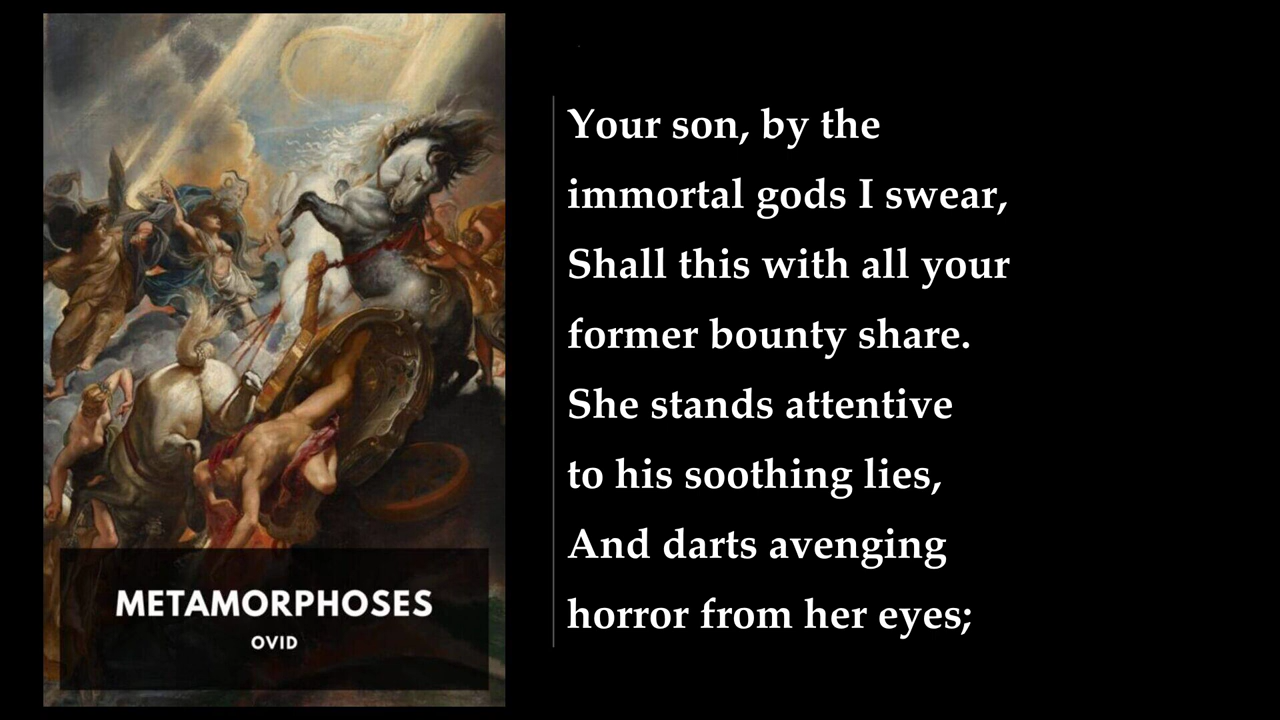 METAMORPHOSES
OVID
Your son, by the
immortal gods I swear,
Shall this with all your
former bounty share.
She stands attentive
to his soothing lies,
And darts avenging
horror from her eyes;